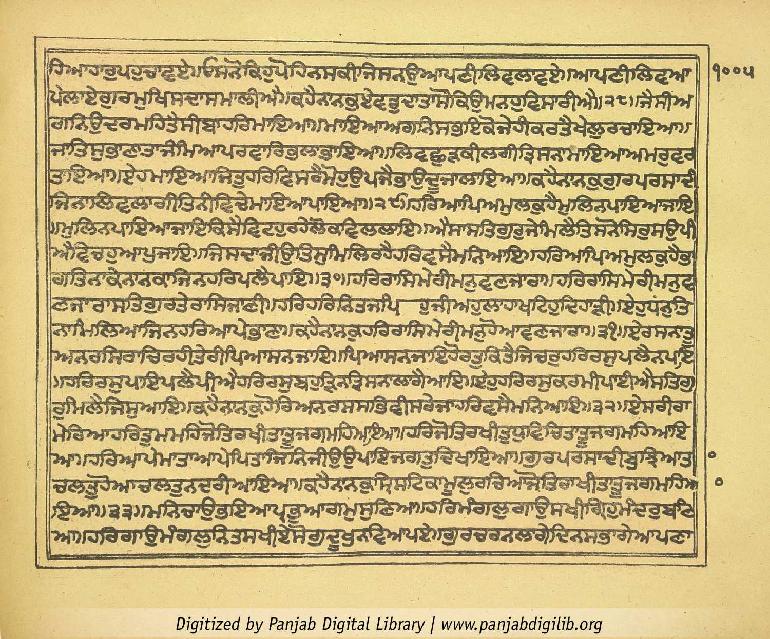 ਹਿਆਹਾਰੁਪਹੁਚਾਵਏ॥ਓਸਨੋਕਿਹੁਪੋਹਿਨਸਕੀਜਿਸਨਉਆਪਣੀਲਿਵਲਾਵਏ॥ਆਪਣੀਲਿਵਆ ੧੦੦੫
ਪੇਲਾਏਗੁਰਮੁਖਿਸਦਾਸਮਾਲੀਐ॥ਕਹੈਨਾਨਕੁਏਵਡੁਦਾਤਾਸੋਕਿਉਮਨਹੁਵਿਸਾਰੀਐ॥੨੮॥ਜੈਸੀਅ
ਗਨਿਉਦਰਮਹਿਤੈਸੀਬਾਹਰਿਮਾਇਆ॥ਮਾਇਆਅਗਨਿਸਭਇਕੋਜੇਹੀਕਰਤੈਖੇਲੁਰਚਾਇਆ॥
ਜਾਤਿਸੁਭਾਣਾਤਾਜੰਮਿਆਪਰਵਾਰਿਭਲਾਭਾਇਆ॥ਲਿਵਛੁੜਕੀਲਗੀਤ੍ਰਿਸਨਾਮਾਇਆਅਮਰੁਵਰ
ਤਾਇਆ॥ਏਹਮਾਇਆਜਿਤੁਹਰਿਵਿਸਰੈਮੋਹੁਉਪਜੈਭਾਉਦੂਜਾਲਾਇਆ॥ਕਹੈਨਾਨਕੁਗੁਰਪਰਸਾਦੀ
ਜਿਨਾਲਿਵਲਾਗੀਤਿਨੀਵਿਚੇਮਾਇਆਪਾਇਆ॥੨੯॥ਹਰਿਆਪਿਅਮੁਲਕੁਹੈਮੁਲਿਨਪਾਇਆਜਾਇ
॥ਮੁਲਿਨਪਾਇਆਜਾਇਕਿਸੈਵਿਟਹੁਰਹੇਲੋਕਵਿਲਲਾਇ॥ਐਸਾਸਤਿਗੁਰੁਜੇਮਿਲੈਤਿਸਨੋਸਿਰੁਸਉਪੀ
ਐਵਿਚਹੁਆਪੁਜਾਇ॥ਜਿਸਦਾਜੀਉਤਿਸੁਮਿਲਿਰਹੈਹਰਿਵਸੈਮਨਿਆਇ॥ਹਰਿਆਪਿਅਮੁਲਕੁਹੈਭਾ
ਗਤਿਨਾਕੇਨਾਨਕਾਜਿਨਹਰਿਪਲੈਪਾਇ॥੩੦॥ਹਰਿਰਾਸਿਮੇਰੀਮਨੁਵਣਜਾਰਾ॥ਹਰਿਰਾਸਿਮੇਰੀਮਨੁਵ
ਣਜਾਰਾਸਤਿਗੁਰਤੇਰਾਸਿਜਾਣੀ॥ਹਰਿਹਰਿਨਿਤਜਪਿ—ਹੁਜੀਅਹੁਲਾਹਾਖਟਿਹੁਦਿਹਾੜੀ॥ਏਹੁਧਨੁਤਿ
ਨਾਮਿਲਿਆਜਿਨਹਰਿਆਪੇਭਾਣਾ॥ਕਹੈਨਾਨਕੁਹਰਿਰਾਸਿਮੇਰੀਮਨੁਹੋਆਵਣਜਾਰਾ॥੩੧॥ਏਰਸਨਾਤੂ
ਅਨਰਸਿਰਾਚਿਰਹੀਤੇਰੀਪਿਆਸਨਜਾਇ॥ਪਿਆਸਨਜਾਇਹੋਰਤੁਕਿਤੈਜਿਚਰੁਹਰਿਰਸੁਪਲੈਨਪਾਇ
॥ਹਰਿਰਸੁਪਾਇਪਲੈਪੀਐਹਰਿਰਸੁਬਹੁੜਿਨਤ੍ਰਿਸਨਾਲਾਗੈਆਇ॥ਏਹੁਹਰਿਰਸੁਕਰਮੀਪਾਈਐਸਤਿਗੁ
ਰੁਮਿਲੈਜਿਸੁਆਇ॥ਕਹੈਨਾਨਕੁਹੋਰਿਅਨਰਸਸਭਿਵੀਸਰੇਜਾਹਰਿਵਸੈਮਨਿਆਇ॥੩੨॥ਏਸਰੀਰਾ
ਮੇਰਿਆਹਰਿਤੁਮਮਹਿਜੋਤਿਰਖੀਤਾਤੂਜਗਮਹਿਆਇਆ॥ਹਰਿਜੋਤਿਰਖੀਤੁਧੁਵਿਚਿਤਾਤੂਜਗਮਹਿਆਇ
ਆ॥ਹਰਿਆਪੇਮਾਤਾਆਪੇਪਿਤਾਜਿਨਿਜੀਉਉਪਾਇਜਗਤੁਦਿਖਾਇਆ॥ਗੁਰਪਰਸਾਦੀਬੁਝਿਆਤ
ਚਲਤੁਹੋਆਚਲਤੁਨਦਰੀਆਇਆ॥ਕਹੈਨਾਨਕੁਸ੍ਰਿਸਟਿਕਾਮੂਲੁਰਚਿਆਜੋਤਿਰਾਖੀਤਾਤੂਜਗਮਹਿਆ
ਇਆ॥੩੩॥ਮਨਿਚਾਉਭਇਆਪ੍ਰਭਆਗਮੁਸੁਣਿਆ॥ਹਰਿਮੰਗਲੁਗਾਉਸਖੀਗ੍ਰਿਹੁਮੰਦਰੁਬਣਿ
ਆ॥ਹਰਿਗਾਉਮੰਗਲੁਨਿਤਸਖੀਏਸੋਗੁਦੂਖੁਨਵਿਆਪਏ॥ਗੁਰਚਰਨਲਾਗੇਦਿਨਸਭਾਗੇਆਪਣਾ
Digitized by Panjab Digital Library | www.panjabdigilib.org